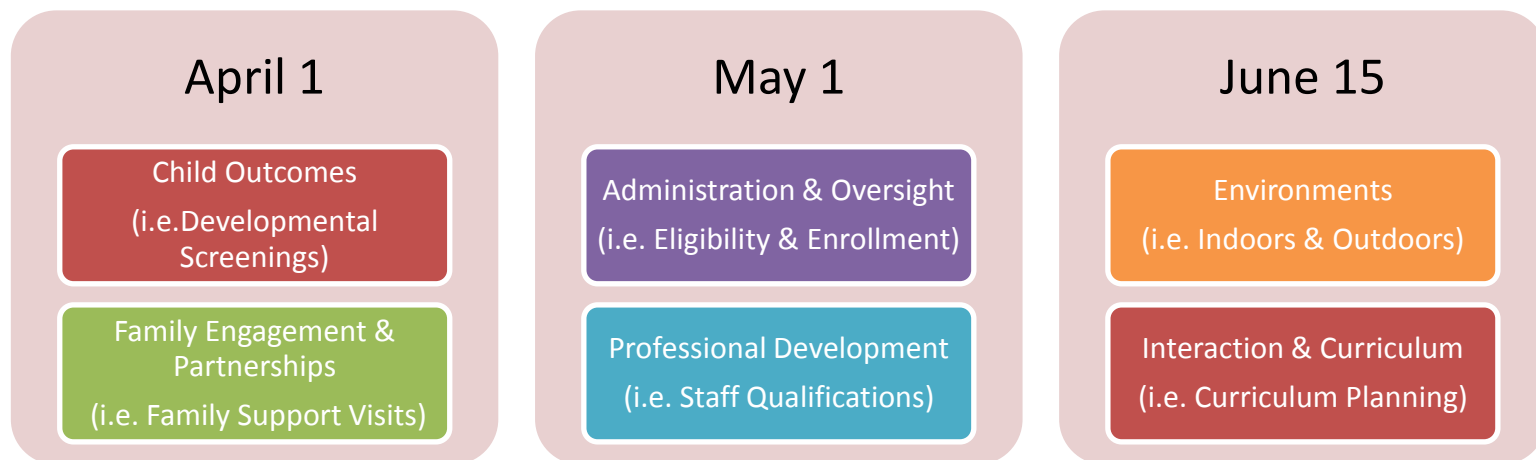 April 1
Child Outcomes
(i.e.Developmental
Screenings)
Family Engagement &
Partnerships
(i.e. Family Support Visits)
May 1
Administration & Oversight
(i.e. Eligibility & Enrollment)
Professional Development
(i.e. Staff Qualifications)
June 15
Environments
(i.e. Indoors & Outdoors)
Interaction & Curriculum
(i.e. Curriculum Planning)